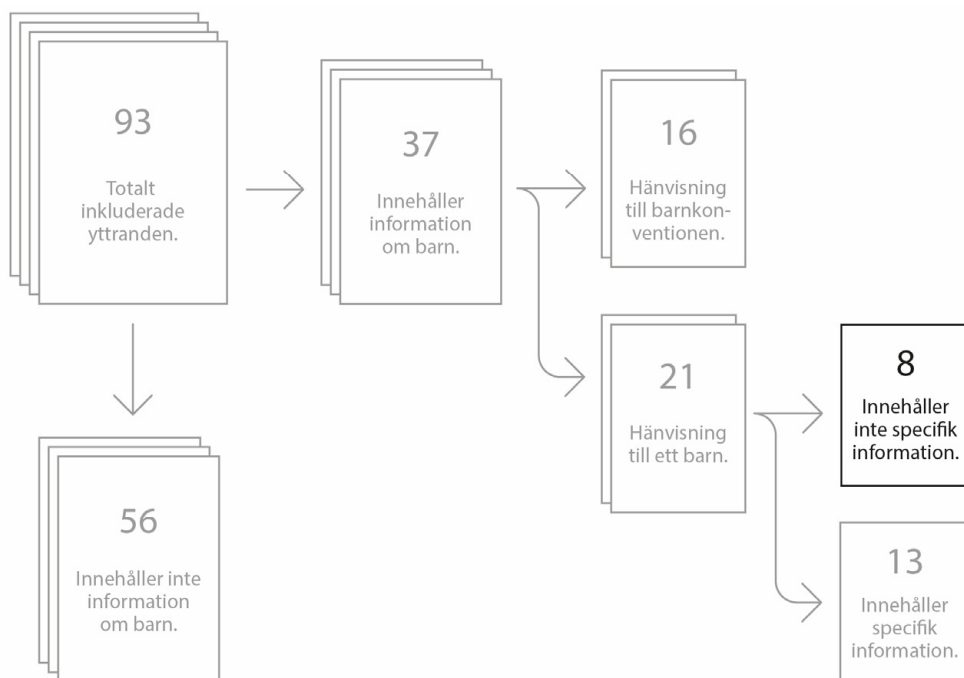 93
Totalt
inkluderade
yttranden.
37
Innehåller
information
om barn.
16
Hänvisning
till barnkon-
ventionen.
21
Hänvisning
till ett barn.
8
Innehåller
inte specifik
information.
56
Innehåller inte
information
om barn.
13
Innehåller
specifik
information.